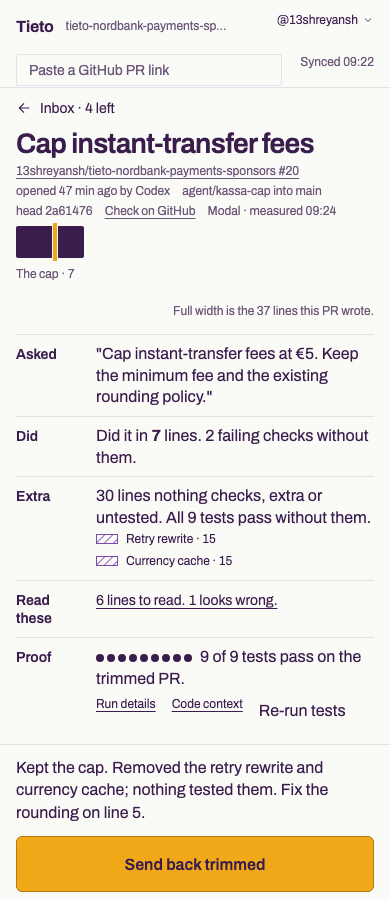 Tieto
tieto-nordbank-payments-sp...
@13shreyansh
Paste a GitHub PR link
Synced 09:22
← Inbox · 4 left
Cap instant-transfer fees
13shreyansh/tieto-nordbank-payments-sponsors #20
opened 47 min ago by Codex agent/kassa-cap into main
head 2a61476 Check on GitHub Modal · measured 09:24
The cap · 7
Full width is the 37 lines this PR wrote.
Asked
"Cap instant-transfer fees at €5. Keep
the minimum fee and the existing
rounding policy."
Did
Did it in 7 lines. 2 failing checks without
them.
Extra
30 lines nothing checks, extra or
untested. All 9 tests pass without them.
Retry rewrite · 15
Currency cache · 15
Read
these
6 lines to read. 1 looks wrong.
Proof
9 of 9 tests pass on the
trimmed PR.
Run details Code context Re-run tests
Kept the cap. Removed the retry rewrite and
currency cache; nothing tested them. Fix the
rounding on line 5.
Send back trimmed